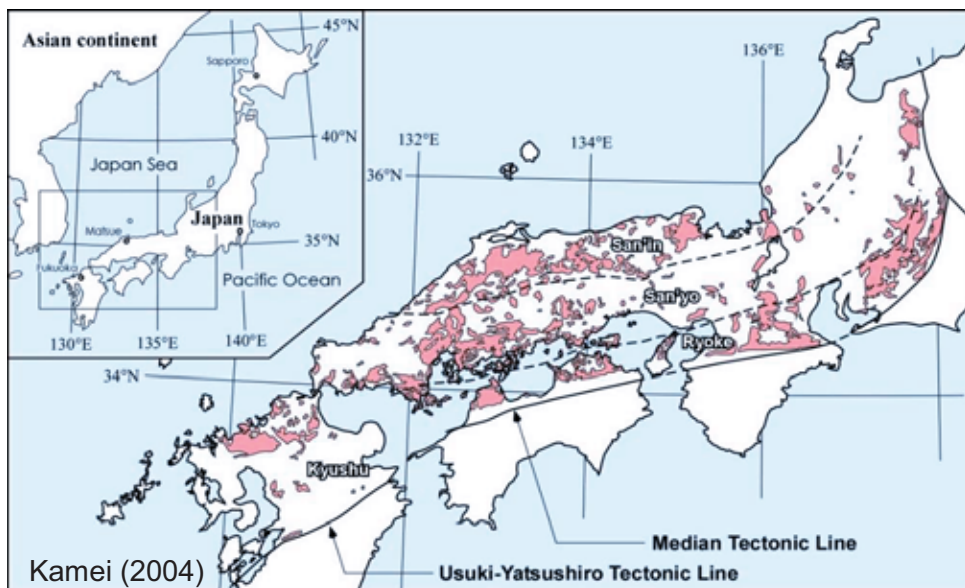 Asian continent
45°N
Sapporo
40°N
Japan Sea
Japan
Matsue
Tokyo
35°N
Fukuoka
Pacific Ocean
130°E
135°E
140°E
132°E
134°E
136°E
36°N
San'in
San'yo
Ryoke
34°N
Kyushu
Median Tectonic Line
Usuki-Yatsushiro Tectonic Line
Kamei (2004)